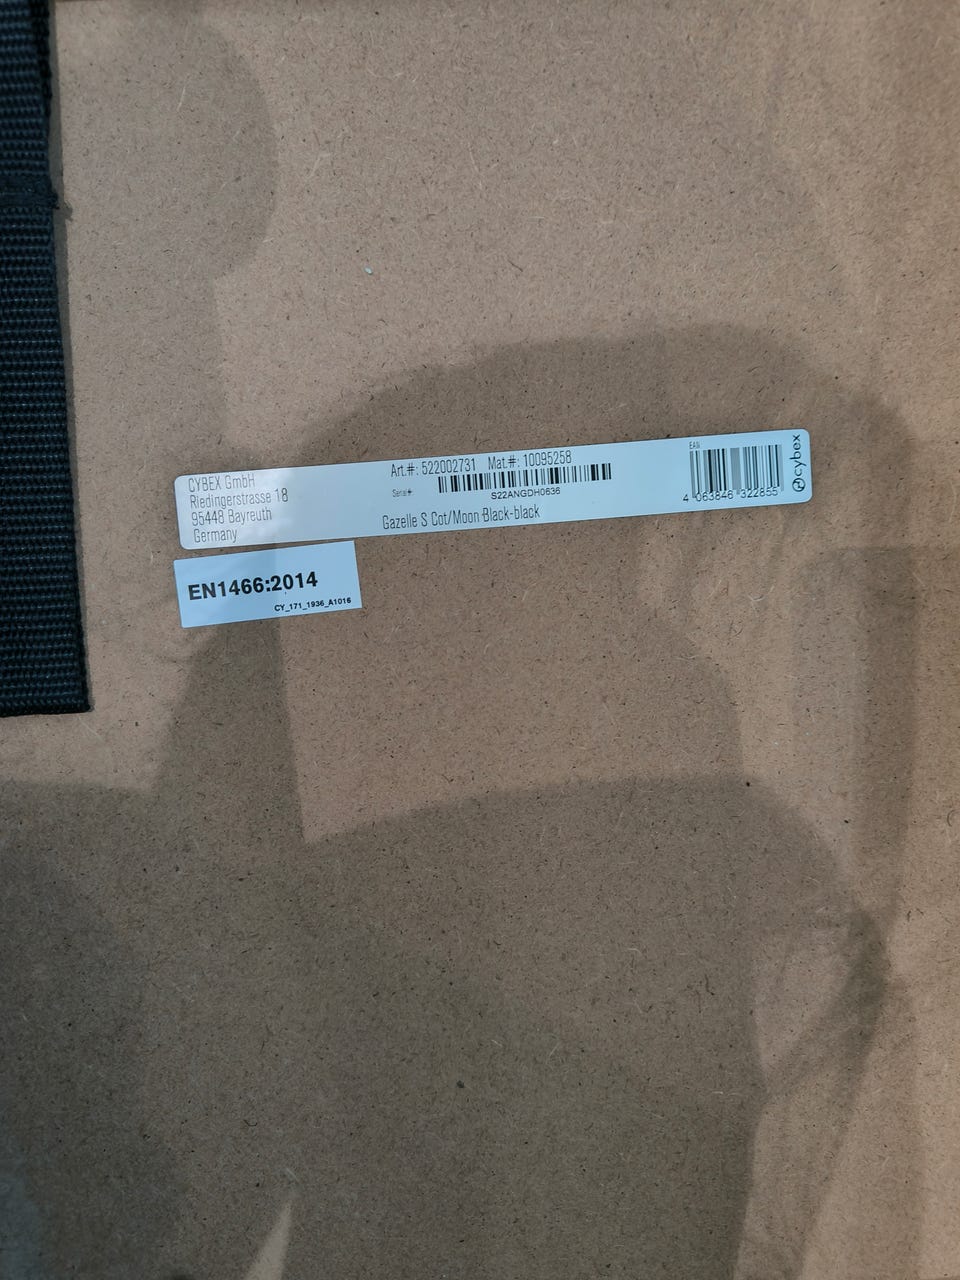 CYBEX GmbH
Riedingerstrasse 18
95448 Bayreuth
Germany
Art.#: 522002731 Mat.#: 10095258
Serial#
S22ANGDH0636
Gazelle S Cot/Moon Black-black
EAN
4 063846 322855
cybex
EN1466:2014
CY_171_1936_A1016